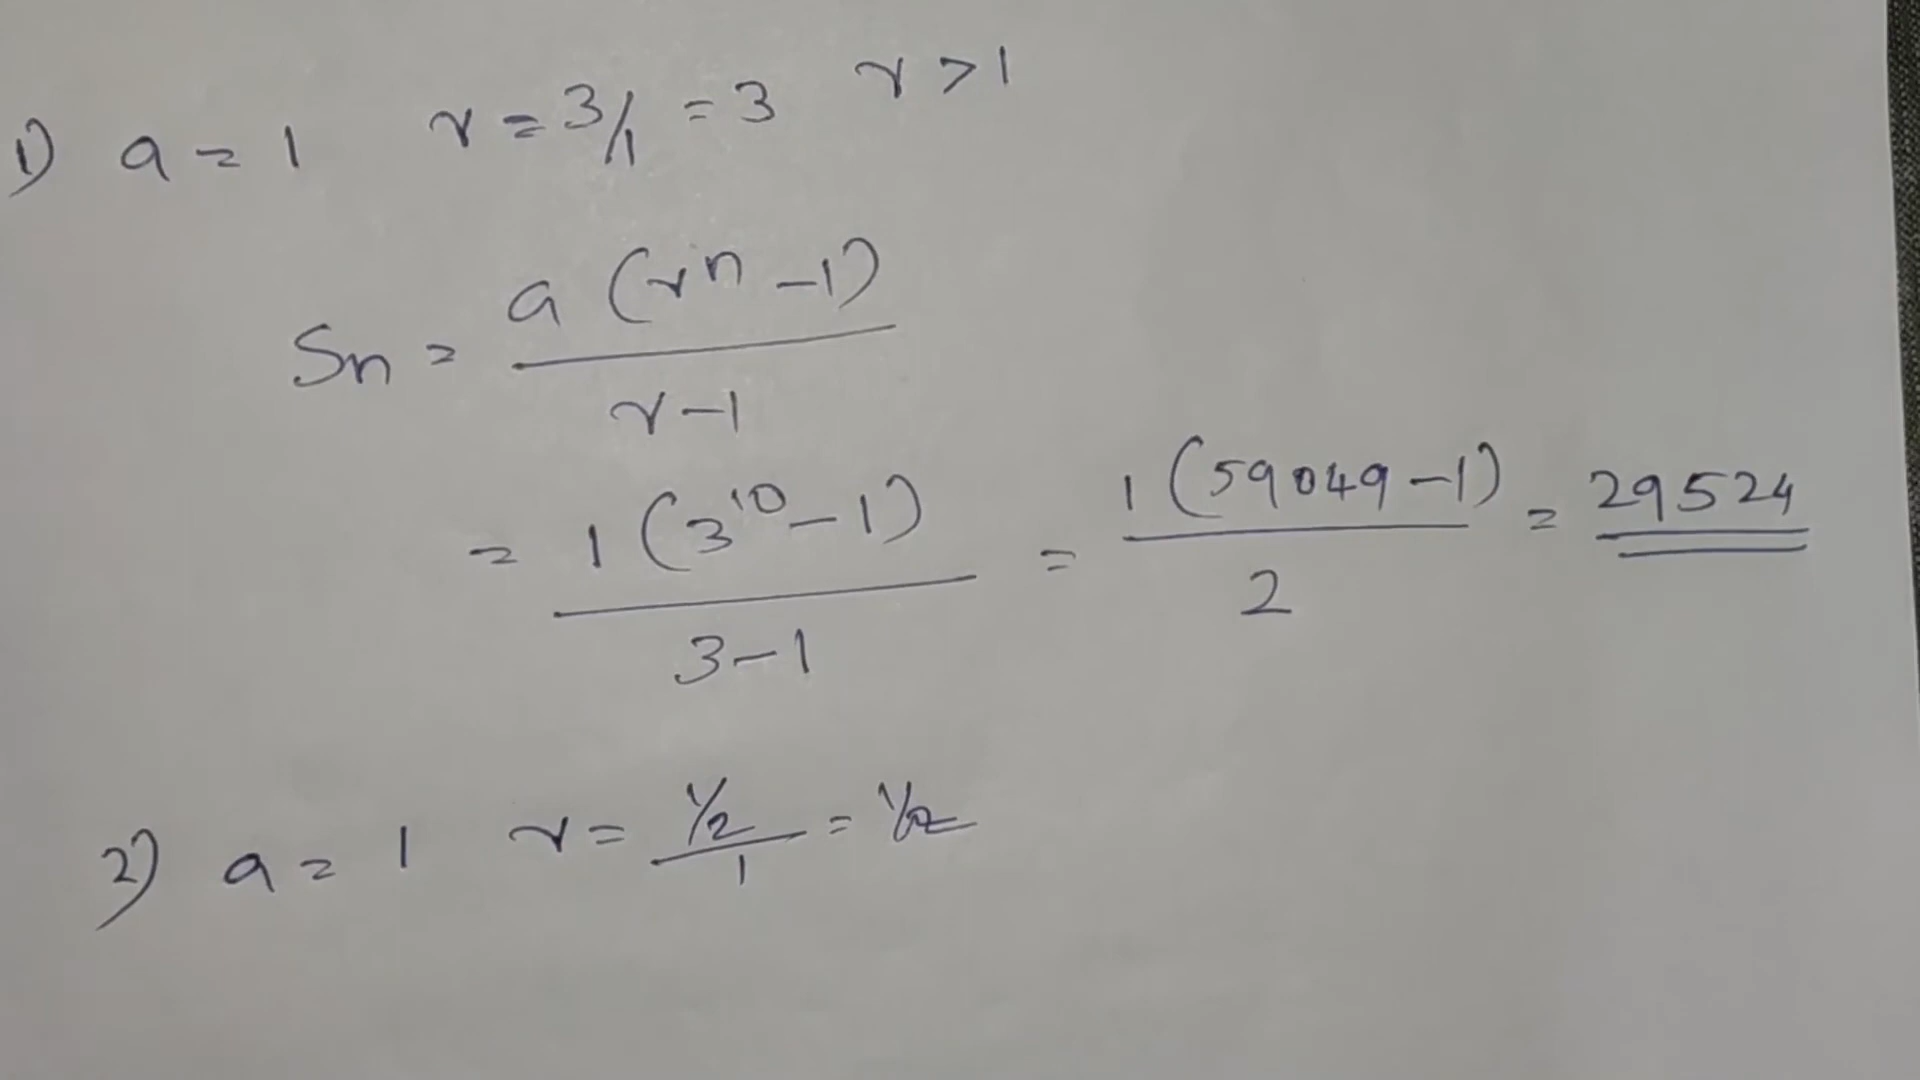 1) a = 1 r = 3/1 = 3 r > 1
Sn = a (r^n - 1) / r - 1
= 1 (3^10 - 1) / 3 - 1 = 1 (59049 - 1) / 2 = 29524
2) a = 1 r = 1/2 / 1 = 1/2